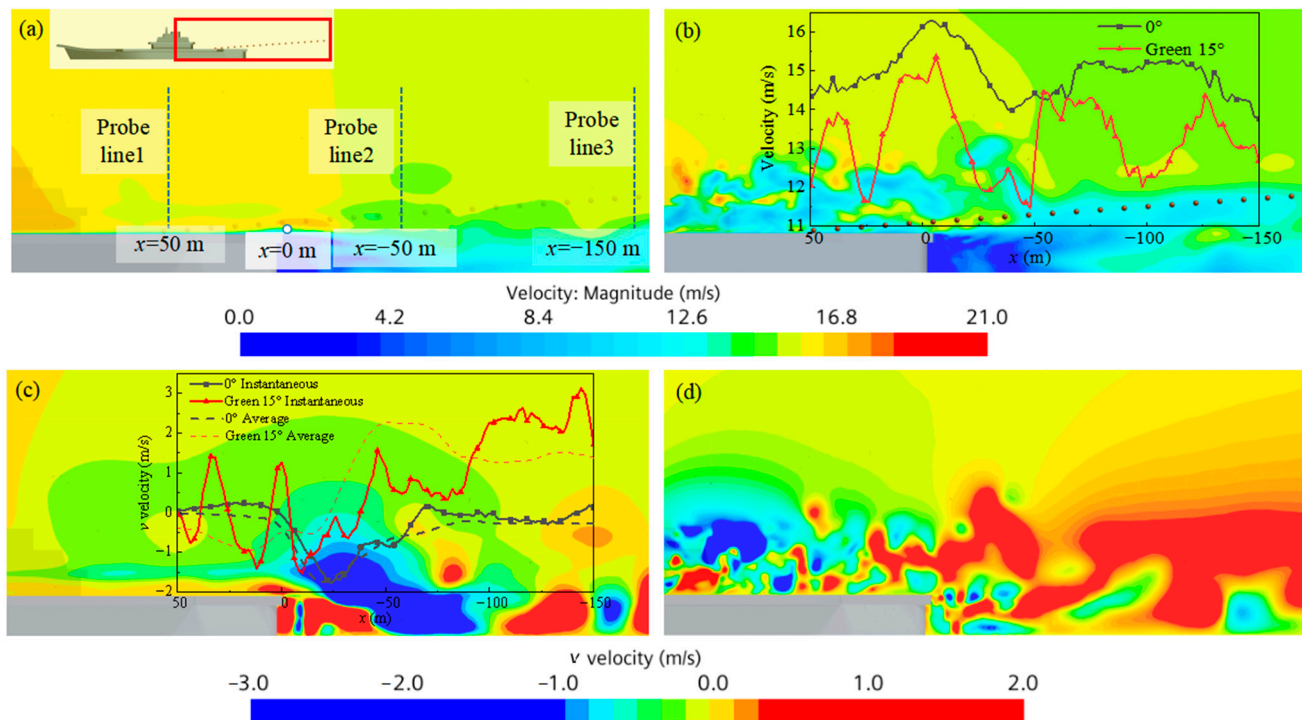 (a)
Probe
line1
Probe
line2
Probe
line3
x=50 m
x=0 m
x=−50 m
x=−150 m
(b)
0°
Green 15°
Velocity (m/s)
16
15
14
13
12
11
50
0
−50
−100
−150
x (m)
Velocity: Magnitude (m/s)
0.0
4.2
8.4
12.6
16.8
21.0
(c)
0° Instantaneous
Green 15° Instantaneous
0° Average
Green 15° Average
v velocity (m/s)
3
2
1
0
−1
−2
50
0
−50
−100
−150
x (m)
(d)
v velocity (m/s)
−3.0
−2.0
−1.0
0.0
1.0
2.0